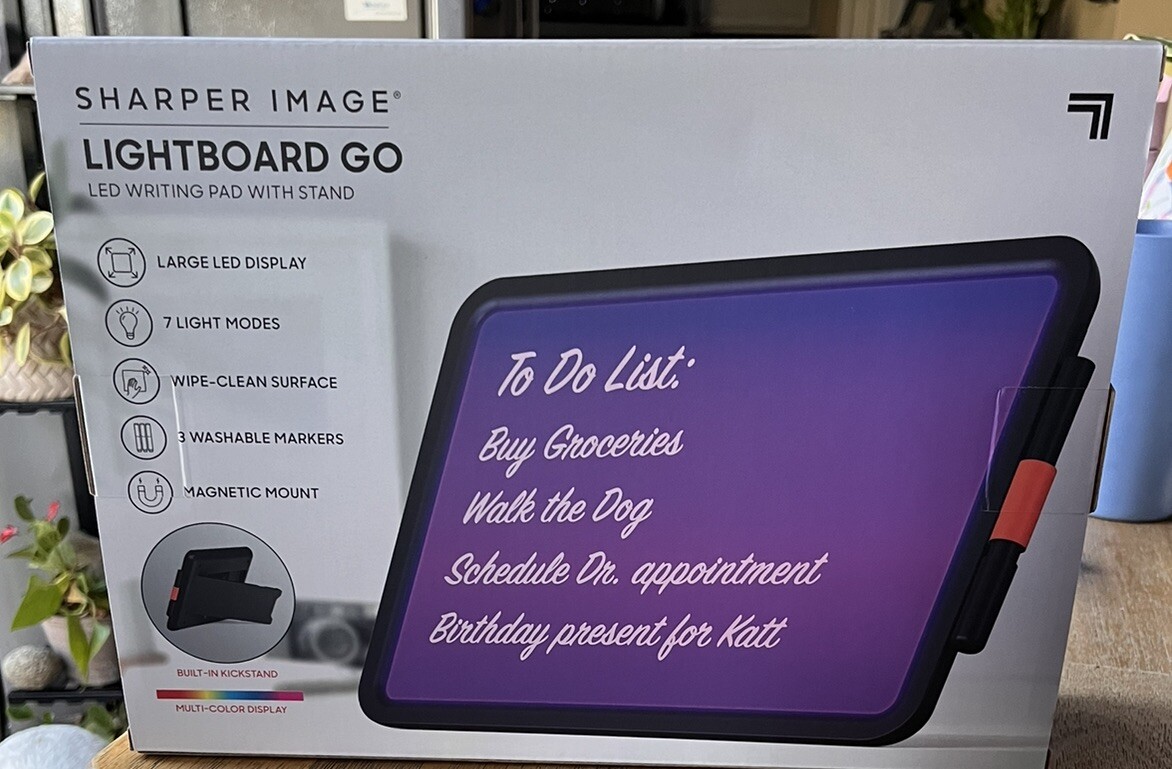 SHARPER IMAGE®
LIGHTBOARD GO
LED WRITING PAD WITH STAND
LARGE LED DISPLAY
7 LIGHT MODES
WIPE-CLEAN SURFACE
3 WASHABLE MARKERS
MAGNETIC MOUNT
BUILT-IN KICKSTAND
MULTI-COLOR DISPLAY
To Do List:
Buy Groceries
Walk the Dog
Schedule Dr. appointment
Birthday present for Katt